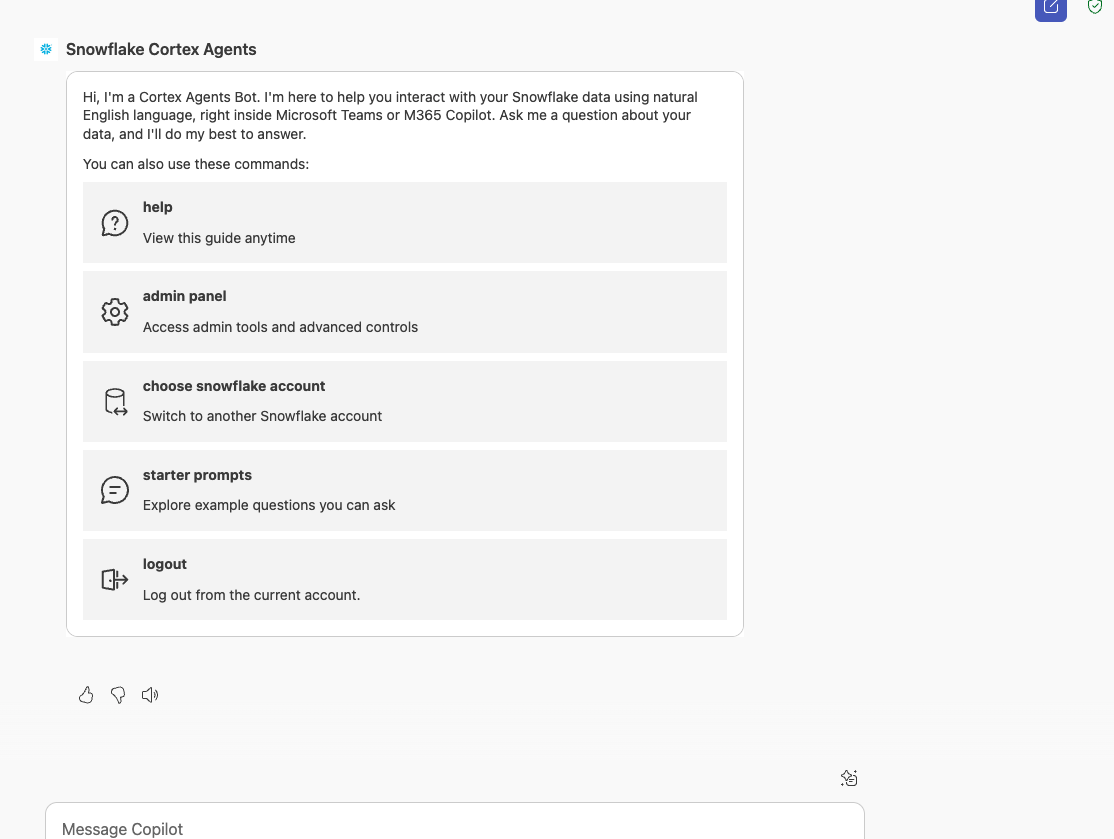 Snowflake Cortex Agents
Hi, I'm a Cortex Agents Bot. I'm here to help you interact with your Snowflake data using natural
English language, right inside Microsoft Teams or M365 Copilot. Ask me a question about your
data, and I'll do my best to answer.
You can also use these commands:
help
View this guide anytime
admin panel
Access admin tools and advanced controls
choose snowflake account
Switch to another Snowflake account
starter prompts
Explore example questions you can ask
logout
Log out from the current account.
Message Copilot